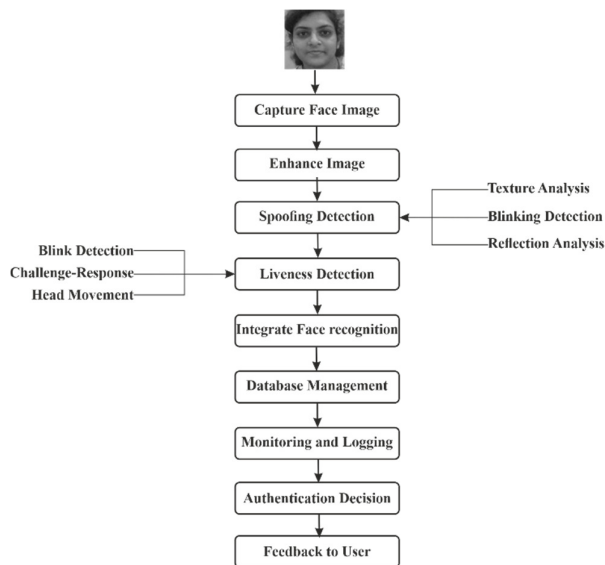 Capture Face Image
Enhance Image
Texture Analysis
Spoofing Detection
Blinking Detection
Reflection Analysis
Blink Detection
Challenge-Response
Liveness Detection
Head Movement
Integrate Face recognition
Database Management
Monitoring and Logging
Authentication Decision
Feedback to User